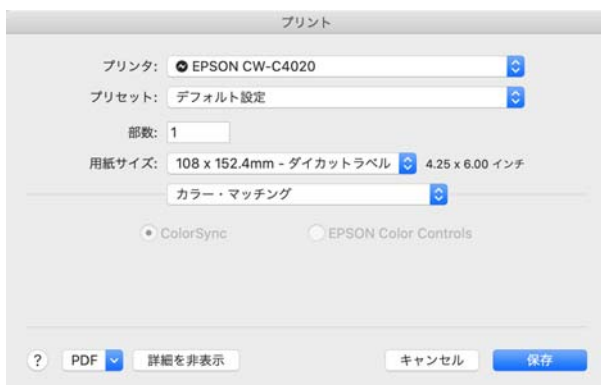 プリント
プリンタ: EPSON CW-C4020
プリセット: デフォルト設定
部数: 1
用紙サイズ: 108 x 152.4mm - ダイカットラベル 4.25 x 6.00 インチ
カラー・マッチング
ColorSync EPSON Color Controls
? PDF 詳細を非表示 キャンセル 保存